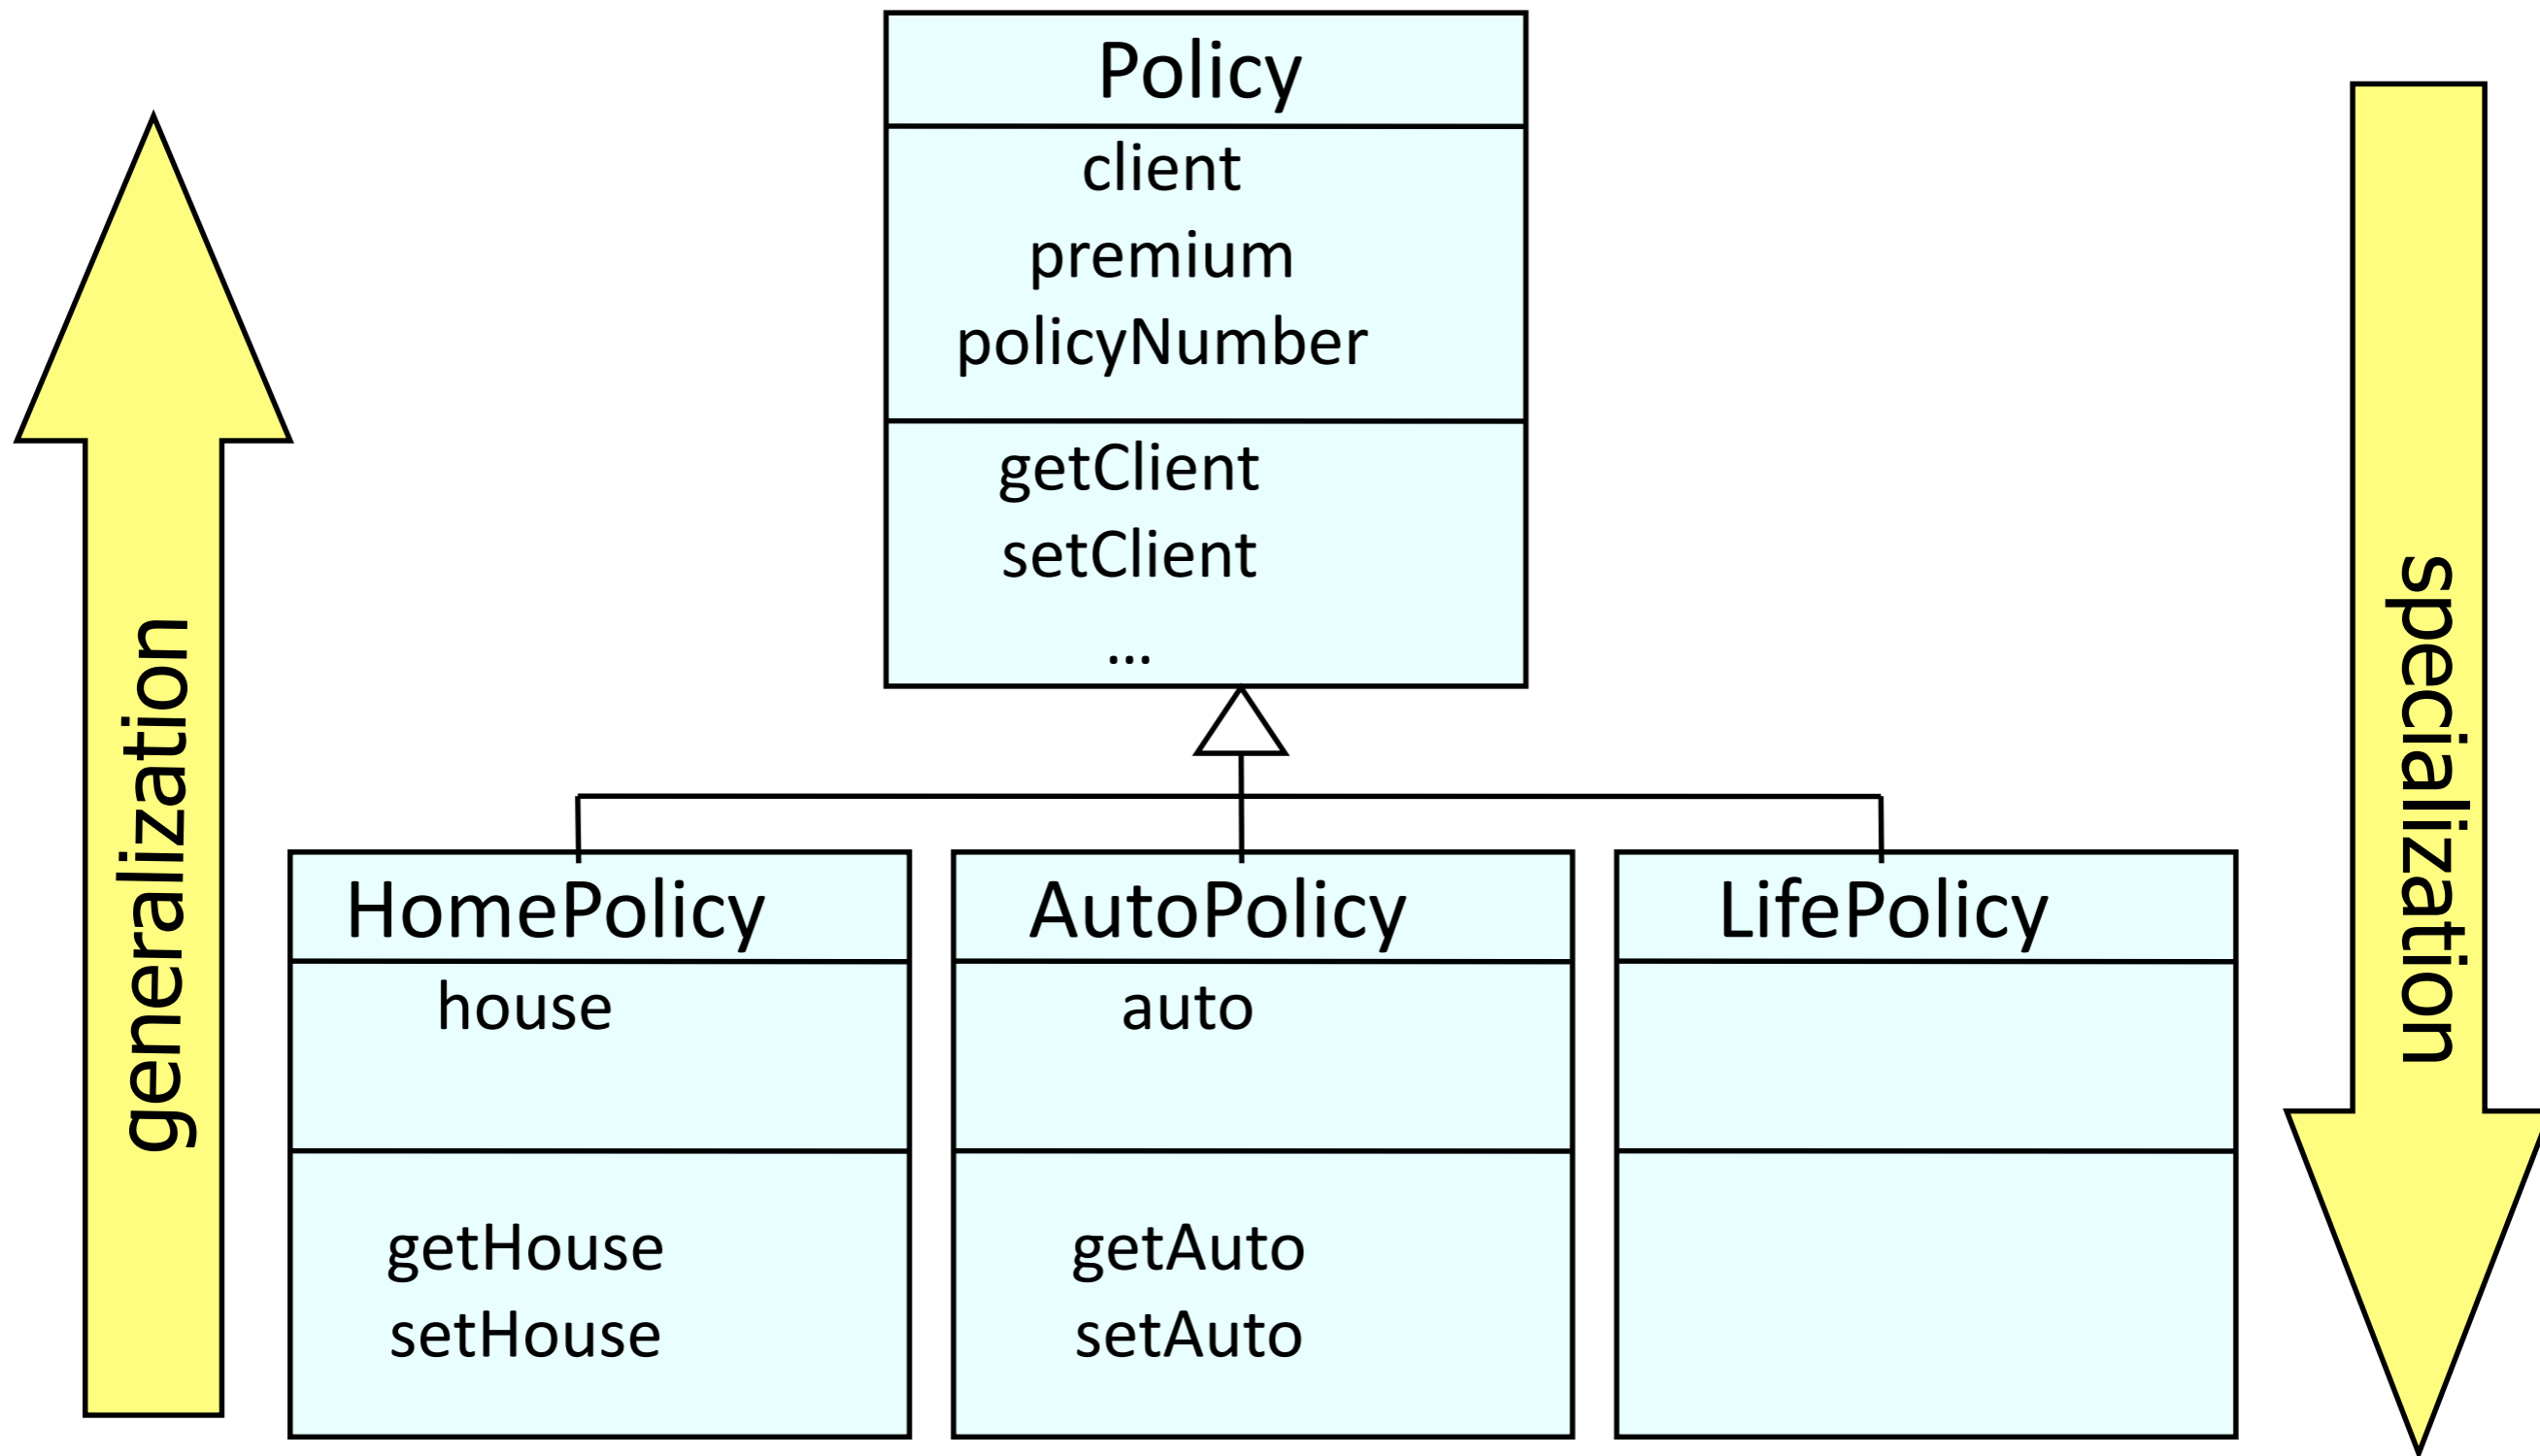 Policy
client
premium
policyNumber
getClient
setClient
...
generalization
specialization
HomePolicy
house
getHouse
setHouse
AutoPolicy
auto
getAuto
setAuto
LifePolicy